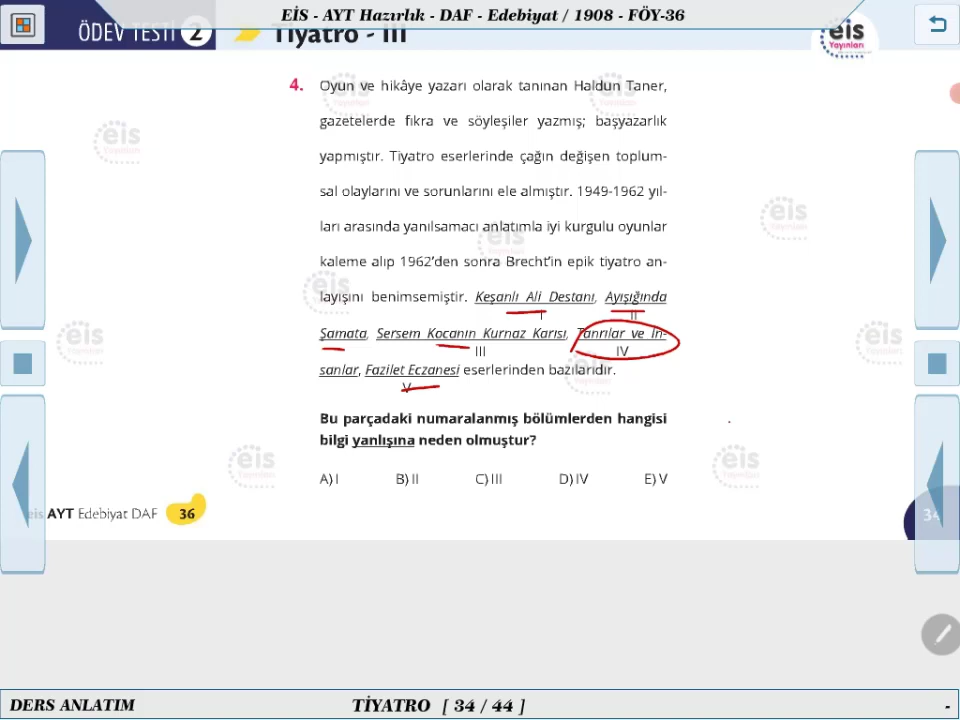 EİS - AYT Hazırlık - DAF - Edebiyat / 1908 - FÖY-36
ÖDEV TESTİ 2 Tiyatro - III
eis
Yayınları
4. Oyun ve hikâye yazarı olarak tanınan Haldun Taner,
gazetelerde fıkra ve söyleşiler yazmış; başyazarlık
yapmıştır. Tiyatro eserlerinde çağın değişen toplum-
sal olaylarını ve sorunlarını ele almıştır. 1949-1962 yıl-
ları arasında yanılsamacı anlatımla iyi kurgulu oyunlar
kaleme alıp 1962’den sonra Brecht’in epik tiyatro an-
layışını benimsemiştir. Keşanlı Ali Destanı, Ayışığında
I II
Şamata, Sersem Kocanın Kurnaz Karısı, Tanrılar ve İn-
III IV
sanlar, Fazilet Eczanesi eserlerinden bazılarıdır.
V
Bu parçadaki numaralanmış bölümlerden hangisi
bilgi yanlışına neden olmuştur?
A) I B) II C) III D) IV E) V
eis AYT Edebiyat DAF 36
34
DERS ANLATIM TİYATRO [ 34 / 44 ] -